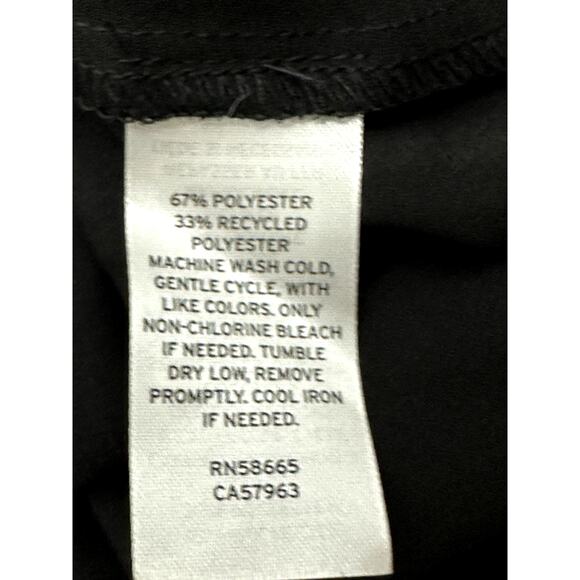 67% POLYESTER
33% RECYCLED
POLYESTER
MACHINE WASH COLD,
GENTLE CYCLE, WITH
LIKE COLORS. ONLY
NON-CHLORINE BLEACH
IF NEEDED. TUMBLE
DRY LOW, REMOVE
PROMPTLY. COOL IRON
IF NEEDED.
RN58665
CA57963